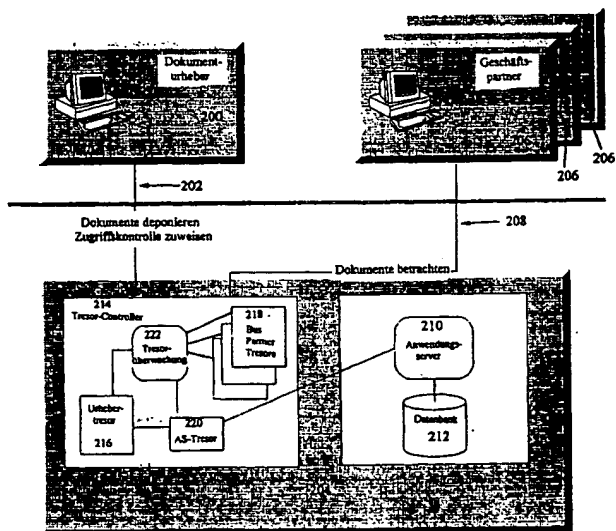 Dokument-
urheber
200
Geschäfts-
partner
206
206
202
208
Dokumente deponieren
Zugriffskontrolle zuweisen
Dokumente betrachten
214
Tresor-Controller
222
Tresor-
überwachung
218
Bus
Partner
Tresore
Urheber-
tresor
216
220
AS-Tresor
210
Anwendungs-
server
Datenbank
212